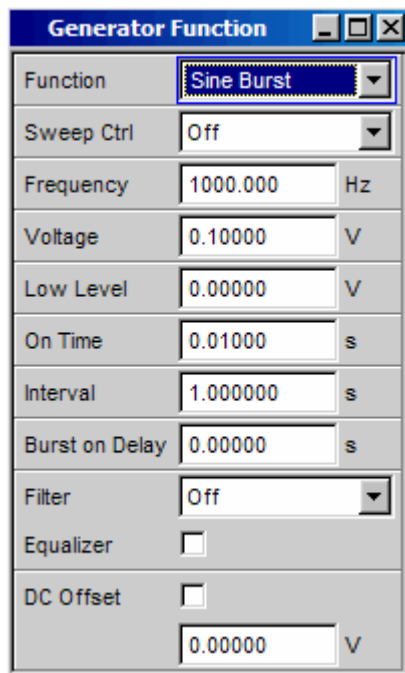 Generator Function
Function Sine Burst
Sweep Ctrl Off
Frequency 1000.000 Hz
Voltage 0.10000 V
Low Level 0.00000 V
On Time 0.01000 s
Interval 1.000000 s
Burst on Delay 0.00000 s
Filter Off
Equalizer
DC Offset
0.00000 V